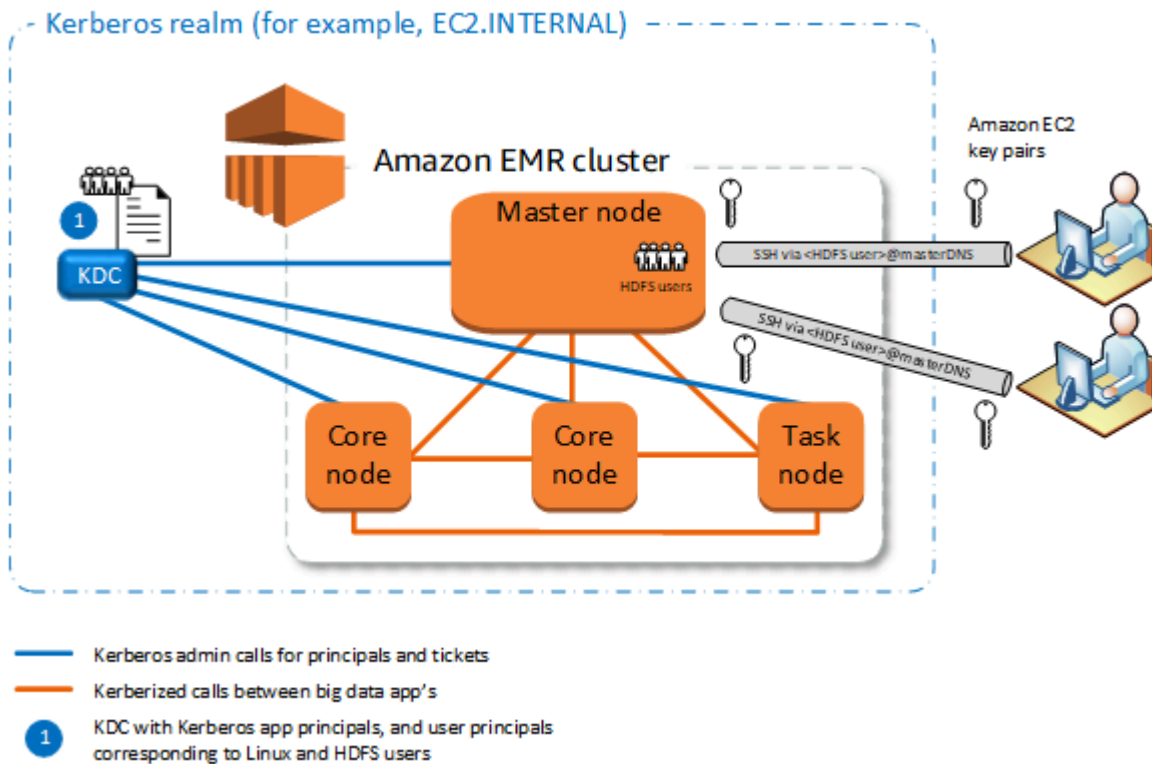 Kerberos realm (for example, EC2.INTERNAL)
Amazon EC2
key pairs
Amazon EMR cluster
1
KDC
Master node
HDFS users
SSH via <HDFS user>@masterDNS
SSH via <HDFS user>@masterDNS
Core
node
Core
node
Task
node
Kerberos admin calls for principals and tickets
Kerberized calls between big data app's
1
KDC with Kerberos app principals, and user principals
corresponding to Linux and HDFS users